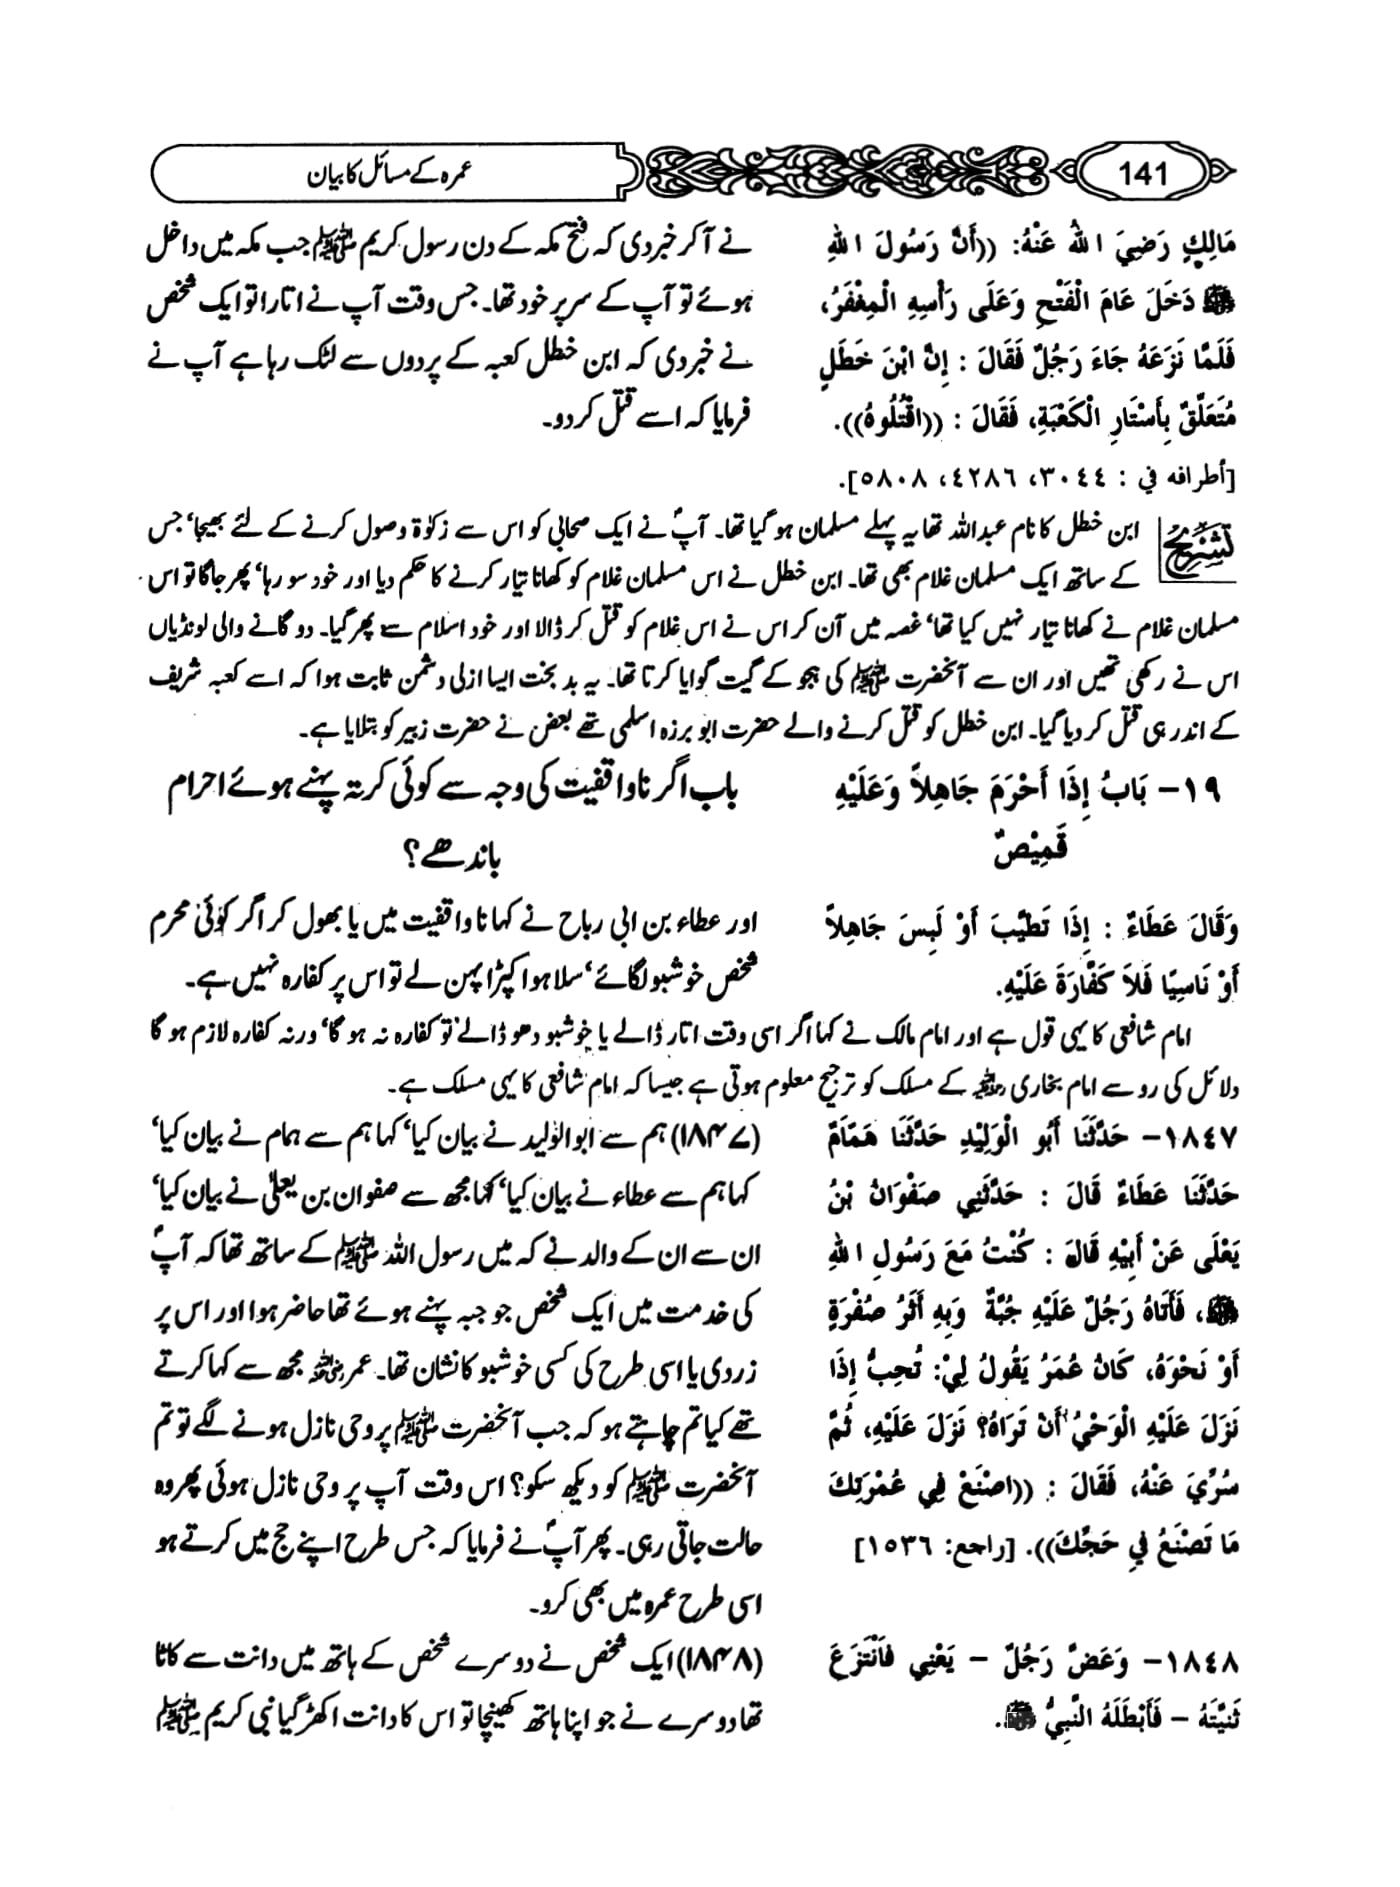 141
عمرہ کے مسائل کا بیان
مَالِكٍ رَضِيَ اللهُ عَنْهُ: ((أَنَّ رَسُولَ اللهِ
ﷺ دَخَلَ عَامَ الْفَتْحِ وَعَلَى رَأْسِهِ الْمِغْفَرُ،
فَلَمَّا نَزَعَهُ جَاءَ رَجُلٌ فَقَالَ : إِنَّ ابْنَ خَطَلٍ
مُتَعَلِّقٌ بِأَسْتَارِ الْكَعْبَةِ، فَقَالَ : ((اقْتُلُوهُ)).
[أطرافه في : ٣٠٤٤، ٤٢٨٦، ٥٨٠٨].
نے آکر خبر دی کہ فتح مکہ کے دن رسول کریم ﷺ جب مکہ میں داخل
ہوئے تو آپ کے سر پر خود تھا۔ جس وقت آپ نے اتارا تو ایک شخص
نے خبر دی کہ ابن خطل کعبہ کے پردوں سے لٹک رہا ہے آپ نے
فرمایا کہ اسے قتل کر دو۔
تشریح ابن خطل کا نام عبداللہ تھا یہ پہلے مسلمان ہو گیا تھا۔ آپؐ نے ایک صحابی کو اس سے زکوٰۃ وصول کرنے کے لئے بھیجا‘ جس
کے ساتھ ایک مسلمان غلام بھی تھا۔ ابن خطل نے اس مسلمان غلام کو کھانا تیار کرنے کا حکم دیا اور خود سو رہا‘ پھر جاگا تو اس
مسلمان غلام نے کھانا تیار نہیں کیا تھا‘ غصہ میں آن کر اس نے اس غلام کو قتل کر ڈالا اور خود اسلام سے پھر گیا۔ دو گانے والی لونڈیاں
اس نے رکھی تھیں اور ان سے آنحضرت ﷺ کی ہجو کے گیت گوایا کرتا تھا۔ یہ بد بخت ایسا ازلی دشمن ثابت ہوا کہ اسے کعبہ شریف
کے اندر ہی قتل کر دیا گیا۔ ابن خطل کو قتل کرنے والے حضرت ابو برزہ اسلمی تھے بعض نے حضرت زبیر کو بتلایا ہے۔
١٩- بَابُ إِذَا أَحْرَمَ جَاهِلاً وَعَلَيْهِ
قَمِيْصٌ
باب اگر ناواقفیت کی وجہ سے کوئی کرتہ پہنے ہوئے احرام
باندھے؟
وَقَالَ عَطَاءٌ : إِذَا تَطَيَّبَ أَوْ لَبِسَ جَاهِلاً
أَوْ نَاسِيًا فَلاَ كَفَّارَةَ عَلَيْهِ.
اور عطاء بن ابی رباح نے کہا ناواقفیت میں یا بھول کر اگر کوئی محرم
شخص خوشبو لگائے‘ سلا ہوا کپڑا پہن لے تو اس پر کفارہ نہیں ہے۔
امام شافعی کا یہی قول ہے اور امام مالک نے کہا اگر اسی وقت اتار ڈالے یا خوشبو دھو ڈالے‘ تو کفارہ نہ ہو گا‘ ورنہ کفارہ لازم ہو گا
دلائل کی رو سے امام بخاری رحمۃ اللہ علیہ کے مسلک کو ترجیح معلوم ہوتی ہے جیسا کہ امام شافعی کا یہی مسلک ہے۔
١٨٤٧- حَدَّثَنَا أَبُو الْوَلِيْدِ حَدَّثَنَا هَمَّامٌ
حَدَّثَنَا عَطَاءٌ قَالَ : حَدَّثَنِي صَفْوَانُ بْنُ
يَعْلَى عَنْ أَبِيْهِ قَالَ : كُنْتُ مَعَ رَسُولِ اللهِ
ﷺ، فَأَتَاهُ رَجُلٌ عَلَيْهِ جُبَّةٌ وَبِهِ أَثَرُ صُفْرَةٍ
أَوْ نَحْوَهُ، كَانَ عُمَرُ يَقُولُ لِيْ: تُحِبُّ إِذَا
نَزَلَ عَلَيْهِ الْوَحْيُ أَنْ تَرَاهُ؟ نَزَلَ عَلَيْهِ، ثُمَّ
سُرِّيَ عَنْهُ، فَقَالَ : ((اصْنَعْ فِي عُمْرَتِكَ
مَا تَصْنَعُ فِي حَجِّكَ)). [راجع: ١٥٣٦]
(۱۸۴۷) ہم سے ابوالولید نے بیان کیا‘ کہا ہم سے ہمام نے بیان کیا‘
کہا ہم سے عطاء نے بیان کیا‘ کہا مجھ سے صفوان بن یعلیٰ نے بیان کیا‘
ان سے ان کے والد نے کہ میں رسول اللہ ﷺ کے ساتھ تھا کہ آپؐ
کی خدمت میں ایک شخص جو جبہ پہنے ہوئے تھا حاضر ہوا اور اس پر
زردی یا اسی طرح کی کسی خوشبو کا نشان تھا۔ عمر رضی اللہ عنہ مجھ سے کہا کرتے
تھے کیا تم چاہتے ہو کہ جب آنحضرت ﷺ پر وحی نازل ہونے لگے تو تم
آنحضرت ﷺ کو دیکھ سکو؟ اس وقت آپ پر وحی نازل ہوئی پھر وہ
حالت جاتی رہی۔ پھر آپؐ نے فرمایا کہ جس طرح اپنے حج میں کرتے ہو
اسی طرح عمرہ میں بھی کرو۔
١٨٤٨- وَعَضَّ رَجُلٌ - يَعْنِي فَانْتَزَعَ
ثَنِيَّتَهُ - فَأَبْطَلَهُ النَّبِيُّ ﷺ.
(۱۸۴۸) ایک شخص نے دوسرے شخص کے ہاتھ میں دانت سے کاٹا
تھا دوسرے نے جو اپنا ہاتھ کھینچا تو اس کا دانت اکھڑ گیا نبی کریم ﷺ